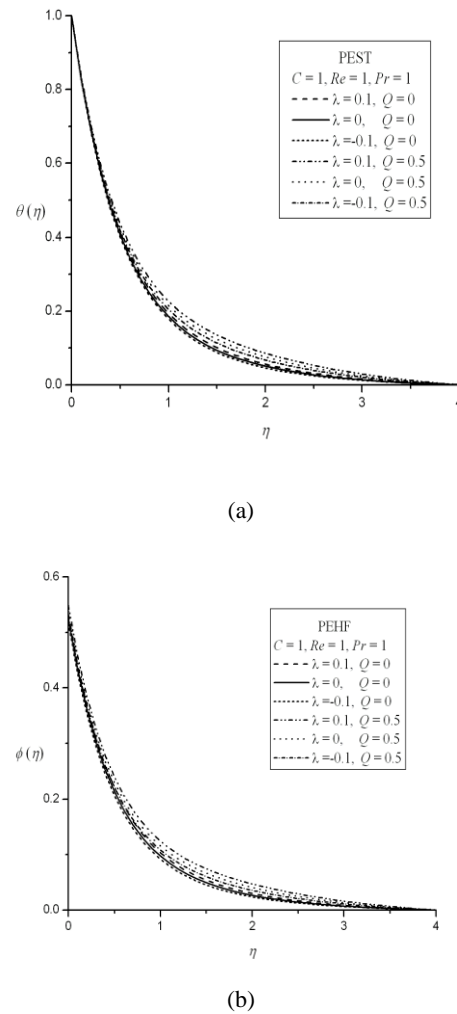 1.0
0.8
0.6
0.4
0.2
0.0
θ (η)
0
1
2
3
4
η
PEST
C = 1, Re = 1, Pr = 1
λ = 0.1, Q = 0
λ = 0, Q = 0
λ =-0.1, Q = 0
λ = 0.1, Q = 0.5
λ = 0, Q = 0.5
λ =-0.1, Q = 0.5
(a)
0.6
0.4
0.2
0.0
ϕ (η)
0
1
2
3
4
η
PEHF
C = 1, Re = 1, Pr = 1
λ = 0.1, Q = 0
λ = 0, Q = 0
λ =-0.1, Q = 0
λ = 0.1, Q = 0.5
λ = 0, Q = 0.5
λ =-0.1, Q = 0.5
(b)